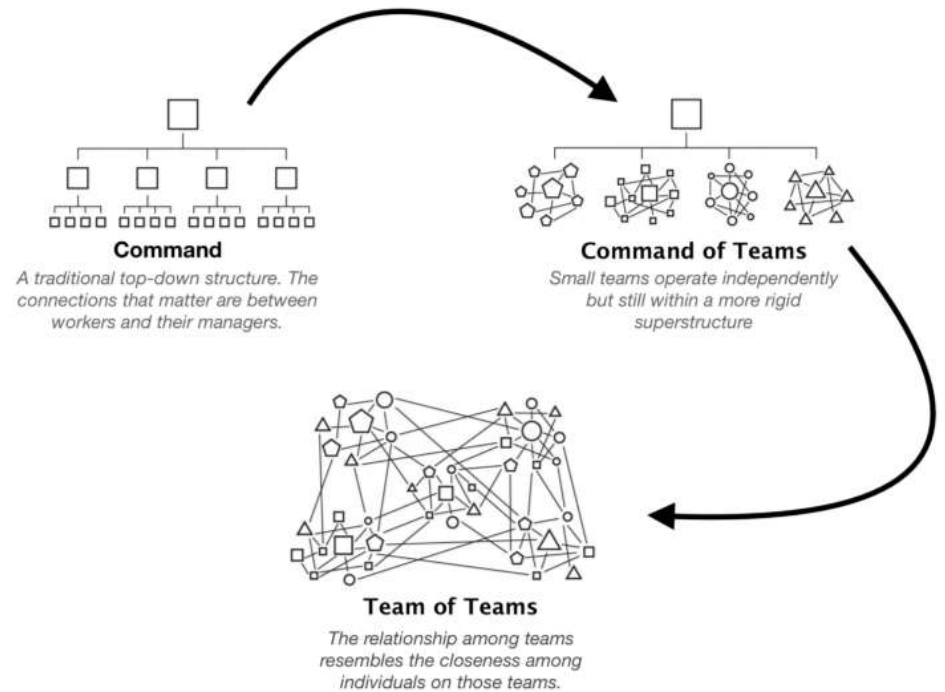 Command
A traditional top-down structure. The
connections that matter are between
workers and their managers.
Command of Teams
Small teams operate independently
but still within a more rigid
superstructure
Team of Teams
The relationship among teams
resembles the closeness among
individuals on those teams.